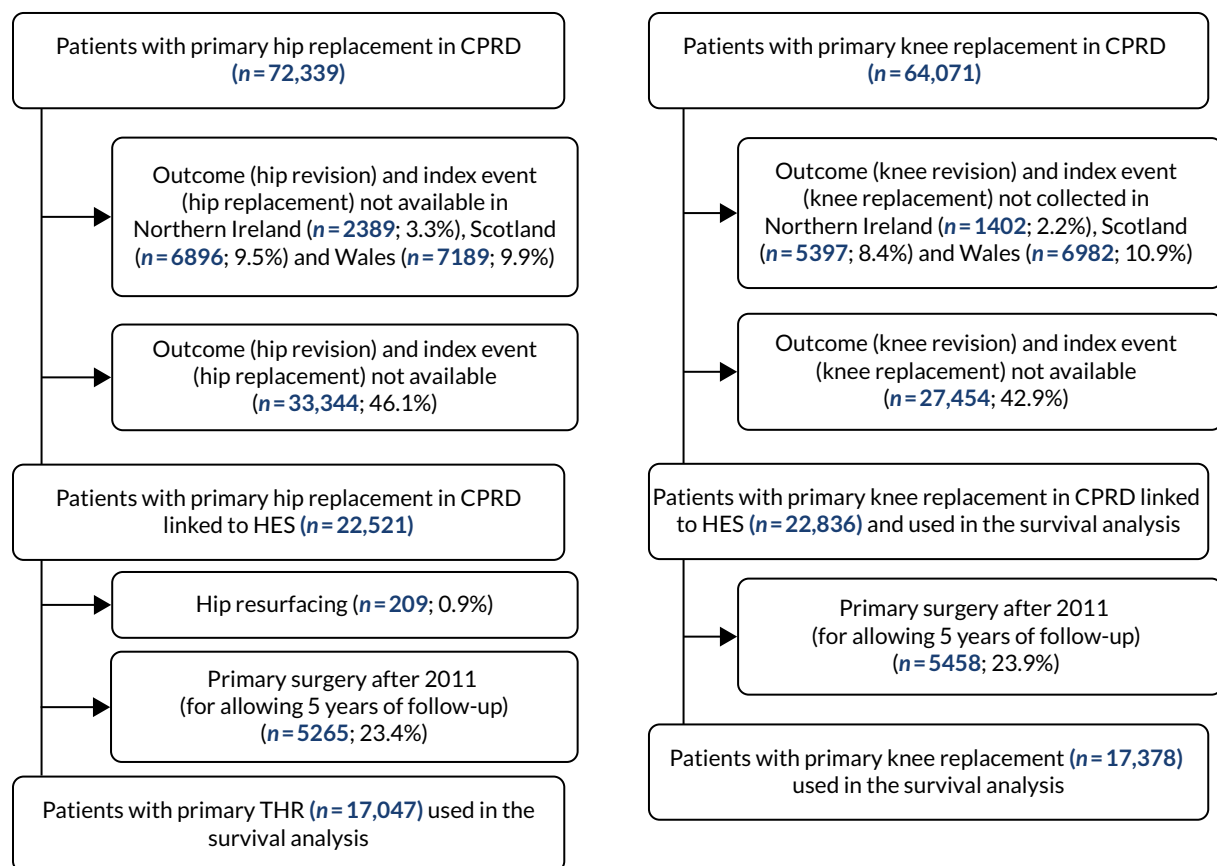 Patients with primary hip replacement in CPRD
(n=72,339)
Outcome (hip revision) and index event
(hip replacement) not available in
Northern Ireland (n=2389; 3.3%), Scotland
(n=6896; 9.5%) and Wales (n=7189; 9.9%)
Outcome (hip revision) and index event
(hip replacement) not available
(n=33,344; 46.1%)
Patients with primary hip replacement in CPRD
linked to HES (n=22,521)
Hip resurfacing (n=209; 0.9%)
Primary surgery after 2011
(for allowing 5 years of follow-up)
(n=5265; 23.4%)
Patients with primary THR (n=17,047) used in the
survival analysis
Patients with primary knee replacement in CPRD
(n=64,071)
Outcome (knee revision) and index event
(knee replacement) not collected in
Northern Ireland (n=1402; 2.2%), Scotland
(n=5397; 8.4%) and Wales (n=6982; 10.9%)
Outcome (knee revision) and index event
(knee replacement) not available
(n=27,454; 42.9%)
Patients with primary knee replacement in CPRD linked
to HES (n=22,836) and used in the survival analysis
Primary surgery after 2011
(for allowing 5 years of follow-up)
(n=5458; 23.9%)
Patients with primary knee replacement (n=17,378)
used in the survival analysis